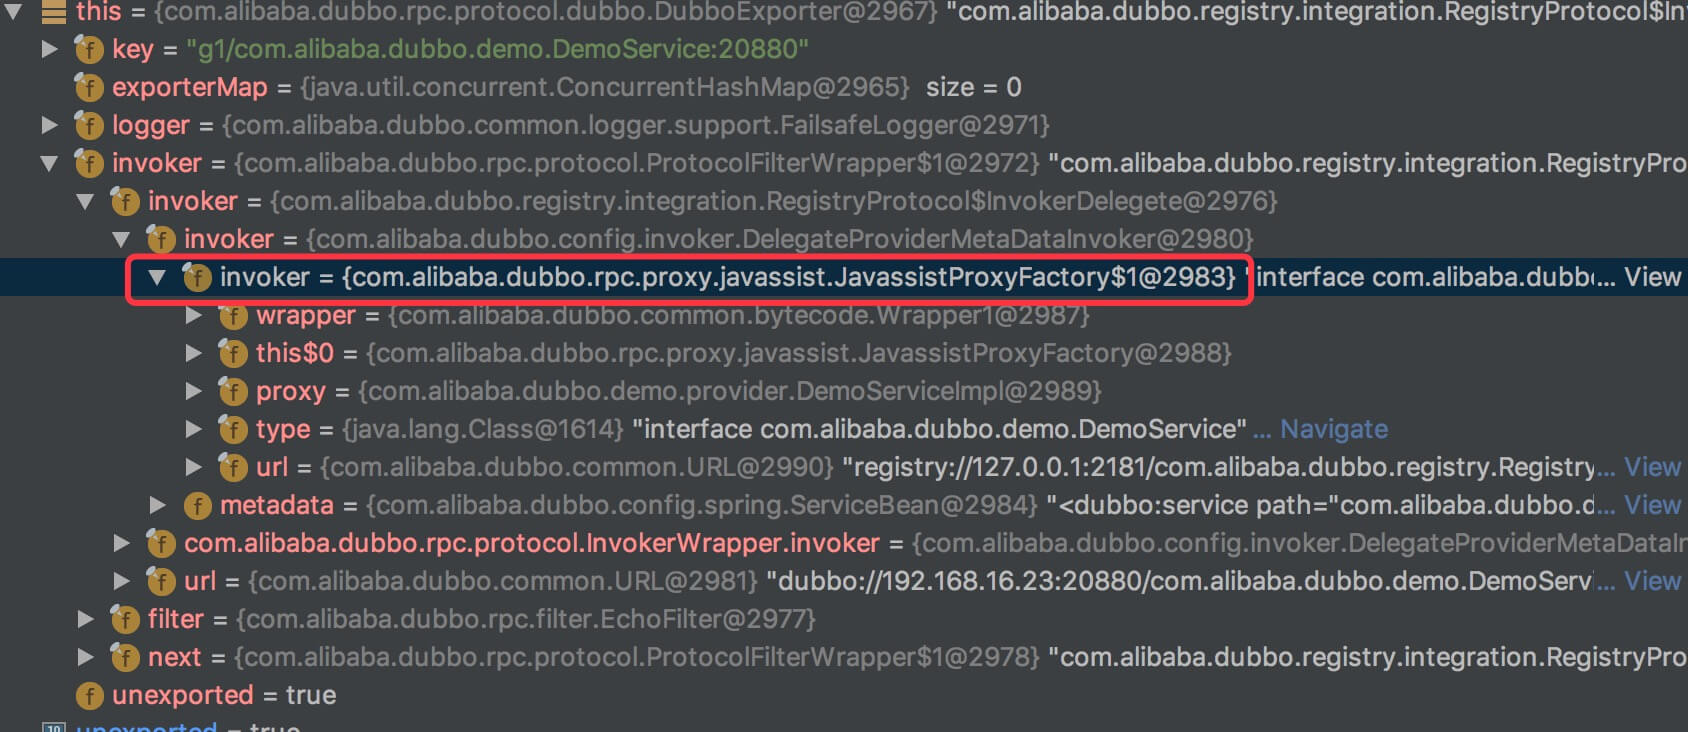 this = {com.alibaba.dubbo.rpc.protocol.dubbo.DubboExporter@2967} "com.alibaba.dubbo.registry.integration.RegistryProtocol$Inv
f key = "g1/com.alibaba.dubbo.demo.DemoService:20880"
f exporterMap = {java.util.concurrent.ConcurrentHashMap@2965} size = 0
f logger = {com.alibaba.dubbo.common.logger.support.FailsafeLogger@2971}
f invoker = {com.alibaba.dubbo.rpc.protocol.ProtocolFilterWrapper$1@2972} "com.alibaba.dubbo.registry.integration.RegistryPro
f invoker = {com.alibaba.dubbo.registry.integration.RegistryProtocol$InvokerDelegete@2976}
f invoker = {com.alibaba.dubbo.config.invoker.DelegateProviderMetaDataInvoker@2980}
f invoker = {com.alibaba.dubbo.rpc.proxy.javassist.JavassistProxyFactory$1@2983} "interface com.alibaba.dubb... View
f wrapper = {com.alibaba.dubbo.common.bytecode.Wrapper1@2987}
f this$0 = {com.alibaba.dubbo.rpc.proxy.javassist.JavassistProxyFactory@2988}
f proxy = {com.alibaba.dubbo.demo.provider.DemoServiceImpl@2989}
f type = {java.lang.Class@1614} "interface com.alibaba.dubbo.demo.DemoService" ... Navigate
f url = {com.alibaba.dubbo.common.URL@2990} "registry://127.0.0.1:2181/com.alibaba.dubbo.registry.Registry... View
f metadata = {com.alibaba.dubbo.config.spring.ServiceBean@2984} "<dubbo:service path="com.alibaba.dubbo.d... View
f com.alibaba.dubbo.rpc.protocol.InvokerWrapper.invoker = {com.alibaba.dubbo.config.invoker.DelegateProviderMetaDataIn
f url = {com.alibaba.dubbo.common.URL@2981} "dubbo://192.168.16.23:20880/com.alibaba.dubbo.demo.DemoServ... View
f filter = {com.alibaba.dubbo.rpc.filter.EchoFilter@2977}
f next = {com.alibaba.dubbo.rpc.protocol.ProtocolFilterWrapper$1@2978} "com.alibaba.dubbo.registry.integration.RegistryPro
f unexported = true
unexported = true